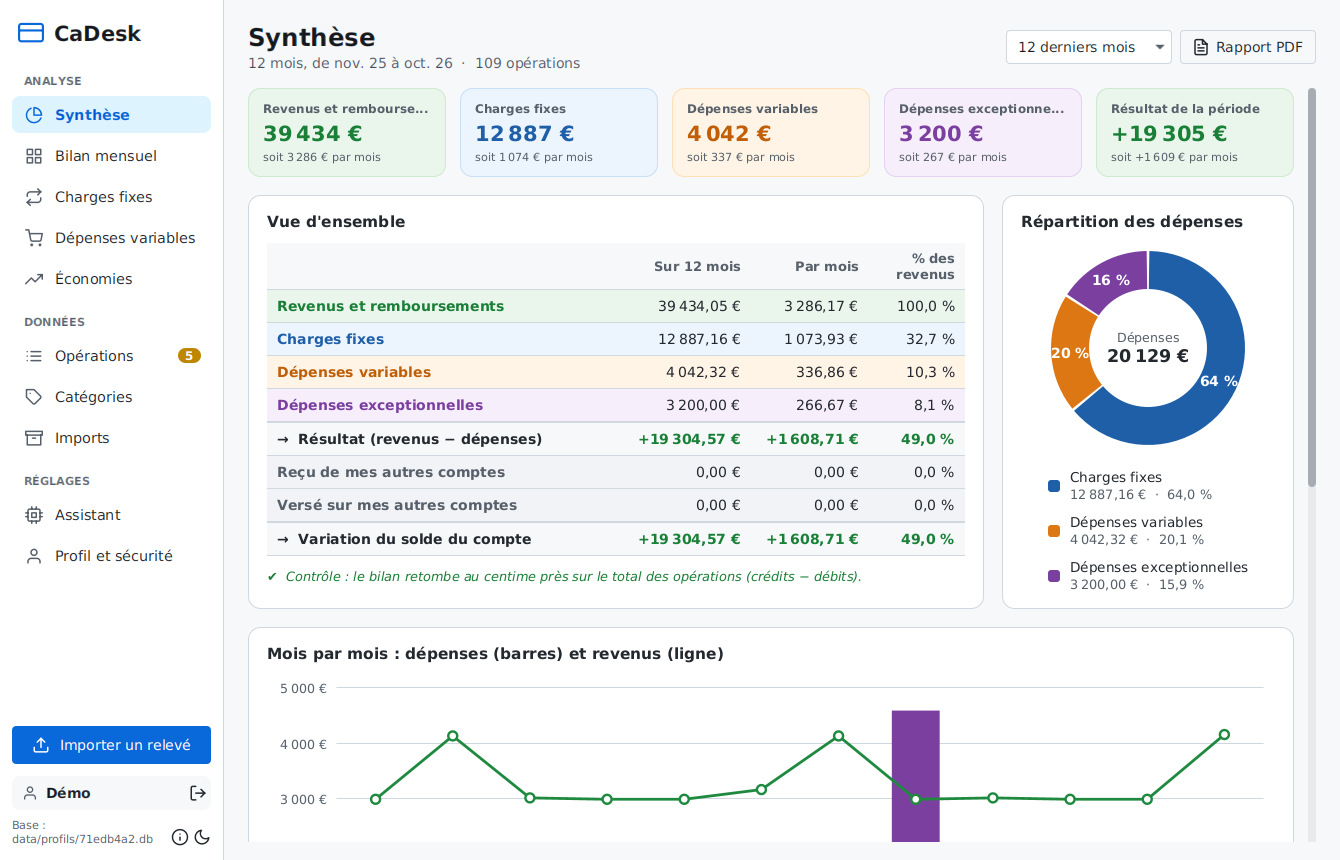 CaDesk
ANALYSE
Synthèse
Bilan mensuel
Charges fixes
Dépenses variables
Économies
DONNÉES
Opérations 5
Catégories
Imports
RÉGLAGES
Assistant
Profil et sécurité
Importer un relevé
Démo
Base :
data/profils/71edb4a2.db
Synthèse
12 mois, de nov. 25 à oct. 26 · 109 opérations
12 derniers mois
Rapport PDF
Revenus et rembourse...
39 434 €
soit 3 286 € par mois
Charges fixes
12 887 €
soit 1 074 € par mois
Dépenses variables
4 042 €
soit 337 € par mois
Dépenses exceptionne...
3 200 €
soit 267 € par mois
Résultat de la période
+19 305 €
soit +1 609 € par mois
Vue d'ensemble
Sur 12 mois Par mois % des revenus
Revenus et remboursements 39 434,05 € 3 286,17 € 100,0 %
Charges fixes 12 887,16 € 1 073,93 € 32,7 %
Dépenses variables 4 042,32 € 336,86 € 10,3 %
Dépenses exceptionnelles 3 200,00 € 266,67 € 8,1 %
→ Résultat (revenus − dépenses) +19 304,57 € +1 608,71 € 49,0 %
Reçu de mes autres comptes 0,00 € 0,00 € 0,0 %
Versé sur mes autres comptes 0,00 € 0,00 € 0,0 %
→ Variation du solde du compte +19 304,57 € +1 608,71 € 49,0 %
✔ Contrôle : le bilan retombe au centime près sur le total des opérations (crédits − débits).
Répartition des dépenses
16 %
20 %
64 %
Dépenses
20 129 €
Charges fixes
12 887,16 € · 64,0 %
Dépenses variables
4 042,32 € · 20,1 %
Dépenses exceptionnelles
3 200,00 € · 15,9 %
Mois par mois : dépenses (barres) et revenus (ligne)
5 000 €
4 000 €
3 000 €